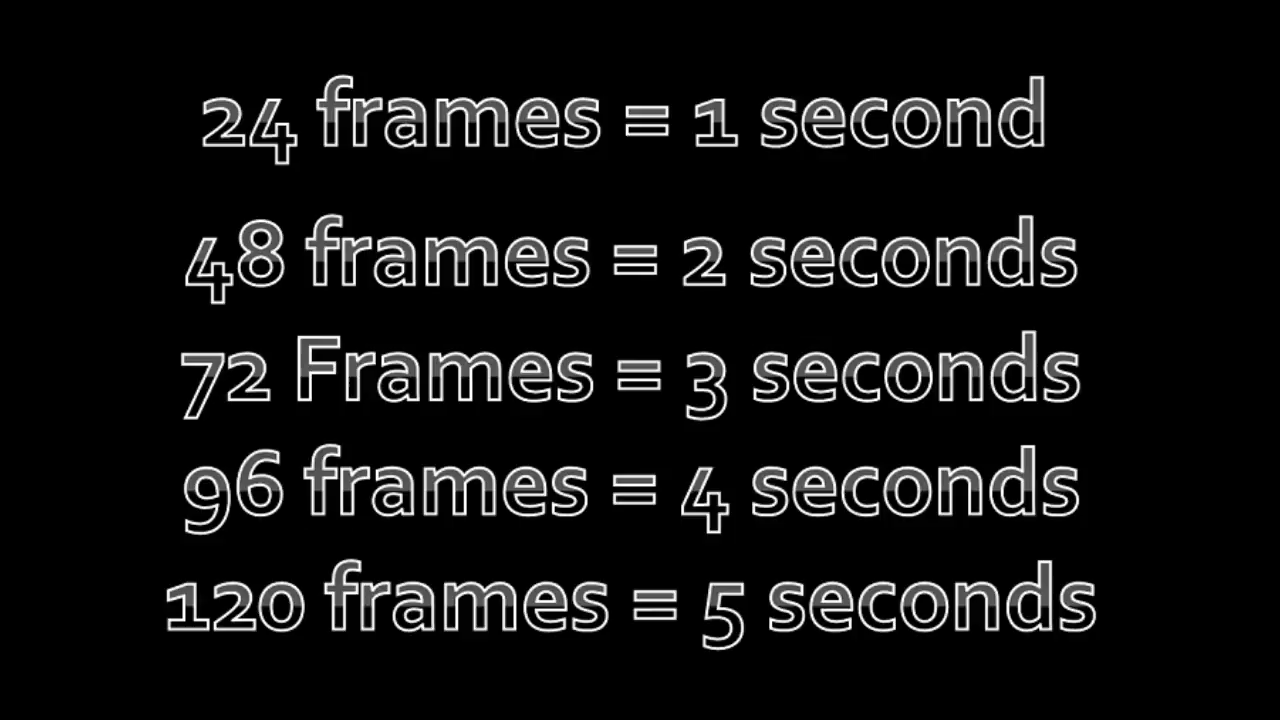 24 frames = 1 second
48 frames = 2 seconds
72 Frames = 3 seconds
96 frames = 4 seconds
120 frames = 5 seconds